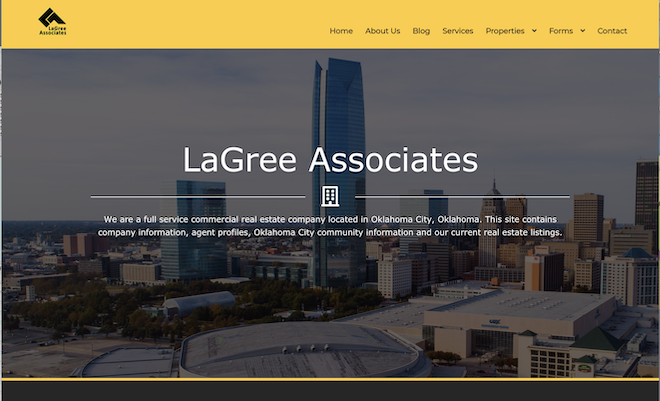 LaGree
Associates
Home About Us Blog Services Properties Forms Contact
LaGree Associates
We are a full service commercial real estate company located in Oklahoma City, Oklahoma. This site contains
company information, agent profiles, Oklahoma City community information and our current real estate listings.